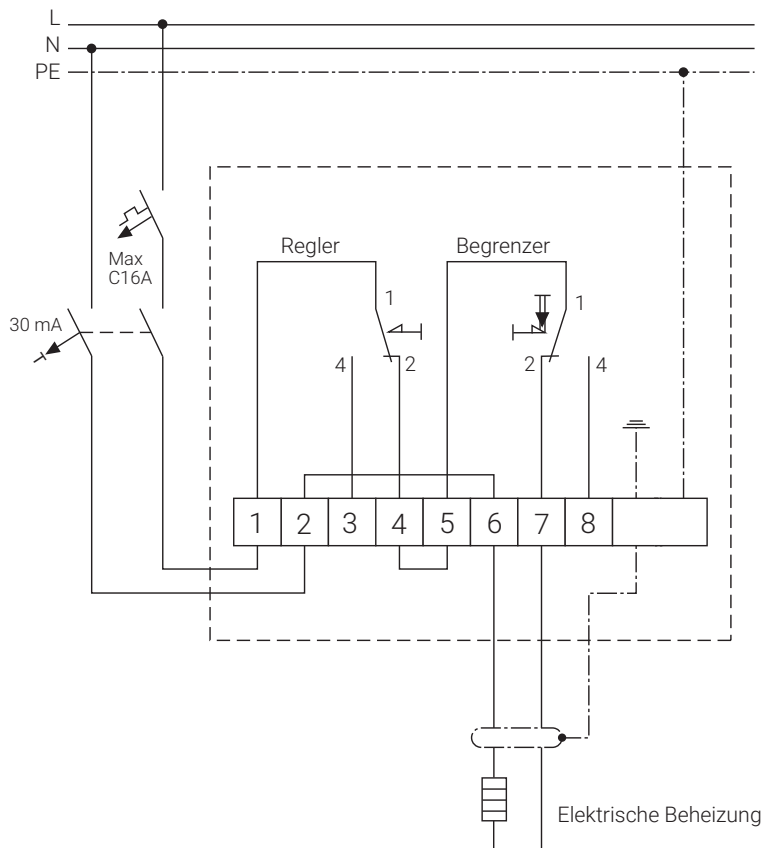 L
N
PE
Regler
Begrenzer
Max
C16A
30 mA
1
1
4
2
2
4
1 2 3 4 5 6 7 8
Elektrische Beheizung